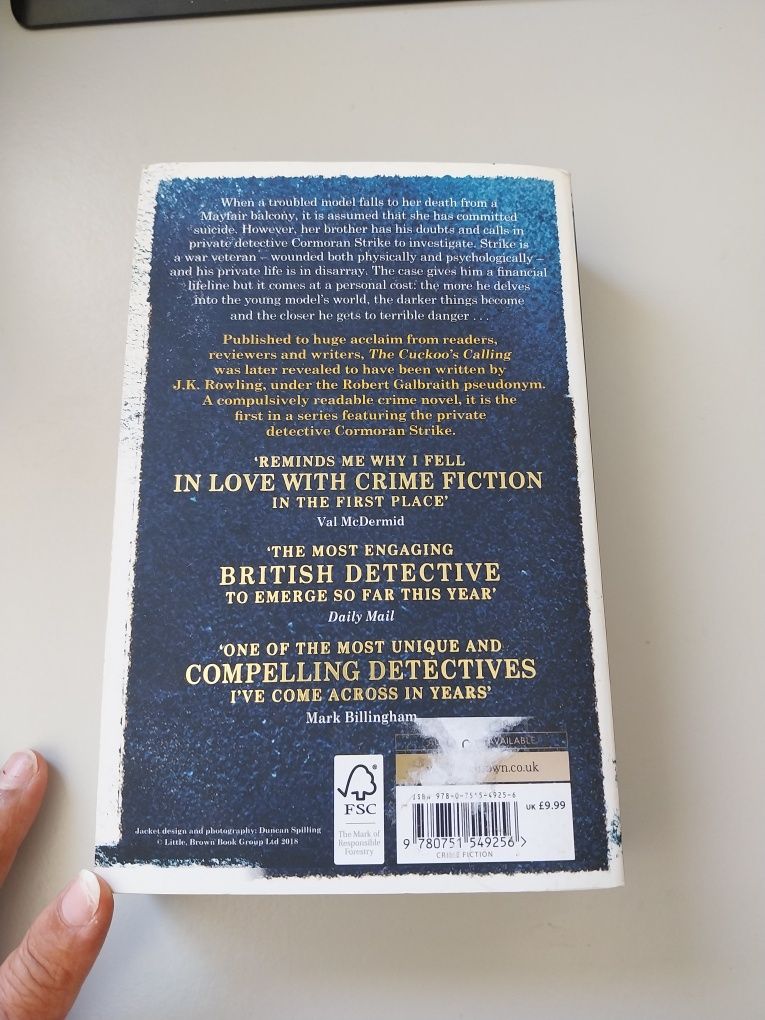 When a troubled model falls to her death from a
Mayfair balcony, it is assumed that she has committed
suicide. However, her brother has his doubts and calls in
private detective Cormoran Strike to investigate. Strike is
a war veteran – wounded both physically and psychologically –
and his private life is in disarray. The case gives him a financial
lifeline but it comes at a personal cost: the more he delves
into the young model's world, the darker things become
and the closer he gets to terrible danger . . .
Published to huge acclaim from readers,
reviewers and writers, The Cuckoo's Calling
was later revealed to have been written by
J.K. Rowling, under the Robert Galbraith pseudonym.
A compulsively readable crime novel, it is the
first in a series featuring the private
detective Cormoran Strike.
‘REMINDS ME WHY I FELL
IN LOVE WITH CRIME FICTION
IN THE FIRST PLACE’
Val McDermid
‘THE MOST ENGAGING
BRITISH DETECTIVE
TO EMERGE SO FAR THIS YEAR’
Daily Mail
‘ONE OF THE MOST UNIQUE AND
COMPELLING DETECTIVES
I'VE COME ACROSS IN YEARS’
Mark Billingham
AVAILABLE
own.co.uk
FSC
The Mark of
Responsible
Forestry
ISBN 978-0-7515-4925-6
UK £9.99
9 780751 549256 >
CRIME FICTION
Jacket design and photography: Duncan Spilling
© Little, Brown Book Group Ltd 2018